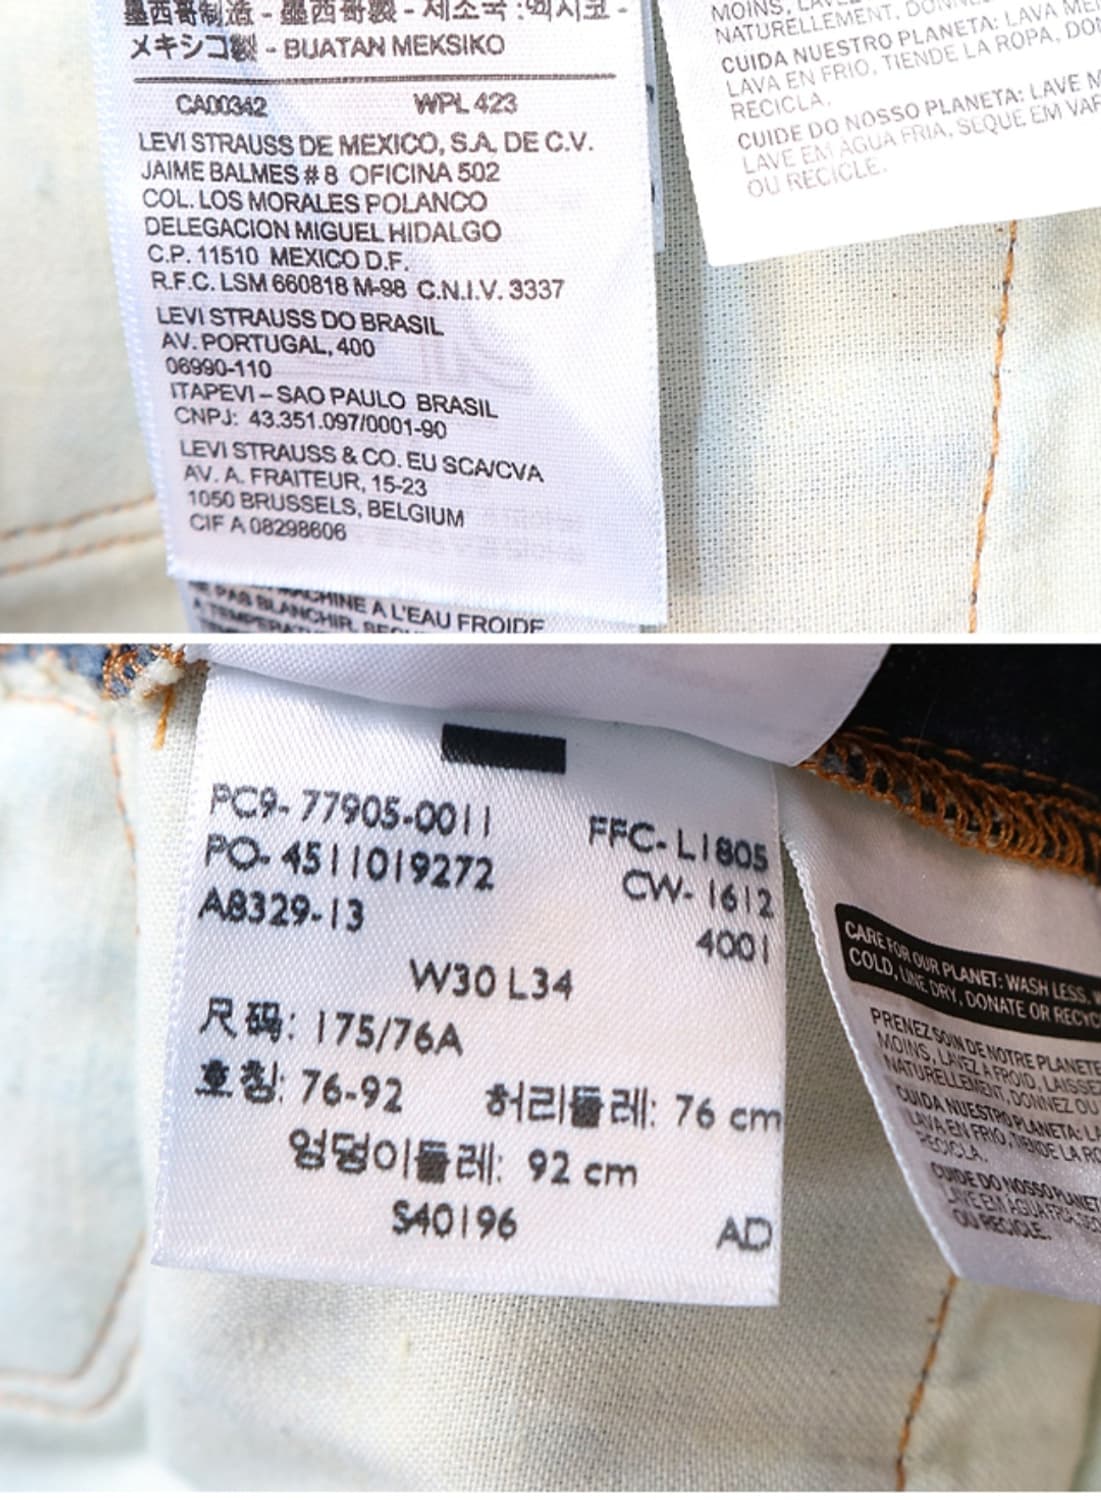 墨西哥制造 - 墨西哥製 - 제조국 :멕시코 -
メキシコ製 - BUATAN MEKSIKO
CA00342 WPL 423
LEVI STRAUSS DE MEXICO, S.A. DE C.V.
JAIME BALMES # 8 OFICINA 502
COL. LOS MORALES POLANCO
DELEGACION MIGUEL HIDALGO
C.P. 11510 MEXICO D.F.
R.F.C. LSM 660818 M-98 C.N.I.V. 3337
LEVI STRAUSS DO BRASIL
AV. PORTUGAL, 400
06990-110
ITAPEVI – SAO PAULO BRASIL
CNPJ: 43.351.097/0001-90
LEVI STRAUSS & CO. EU SCA/CVA
AV. A. FRAITEUR, 15-23
1050 BRUSSELS, BELGIUM
CIF A 08298606
MACHINE A L'EAU FROIDE
PAS BLANCHIR,
MOINS,
NATURELLEMENT,
CUIDA NUESTRO PLANETA: LAVA
LAVA EN FRIO, TIENDE LA ROPA,
RECICLA.
CUIDE DO NOSSO PLANETA: LAVE
LAVE EM AGUA FRIA, SEQUE EM
OU RECICLE.
PC9- 77905-0011 FFC- L1805
PO- 4511019272 CW- 1612
A8329-13 4001
W30 L34
尺码: 175/76A
호칭: 76-92 허리둘레: 76 cm
엉덩이둘레: 92 cm
S40196 AD
CARE FOR OUR PLANET: WASH LESS,
COLD, LINE DRY, DONATE OR
PRENEZ SOIN DE NOTRE PLANETE
MOINS, LAVEZ A FROID,
NATURELLEMENT, DONNEZ OU
CUIDA NUESTRO PLANETA:
LAVA EN FRIO, TIENDE LA
RECICLA.
CUIDE DO NOSSO
LAVE EM AGUA FRIA,
OU RECICLE.